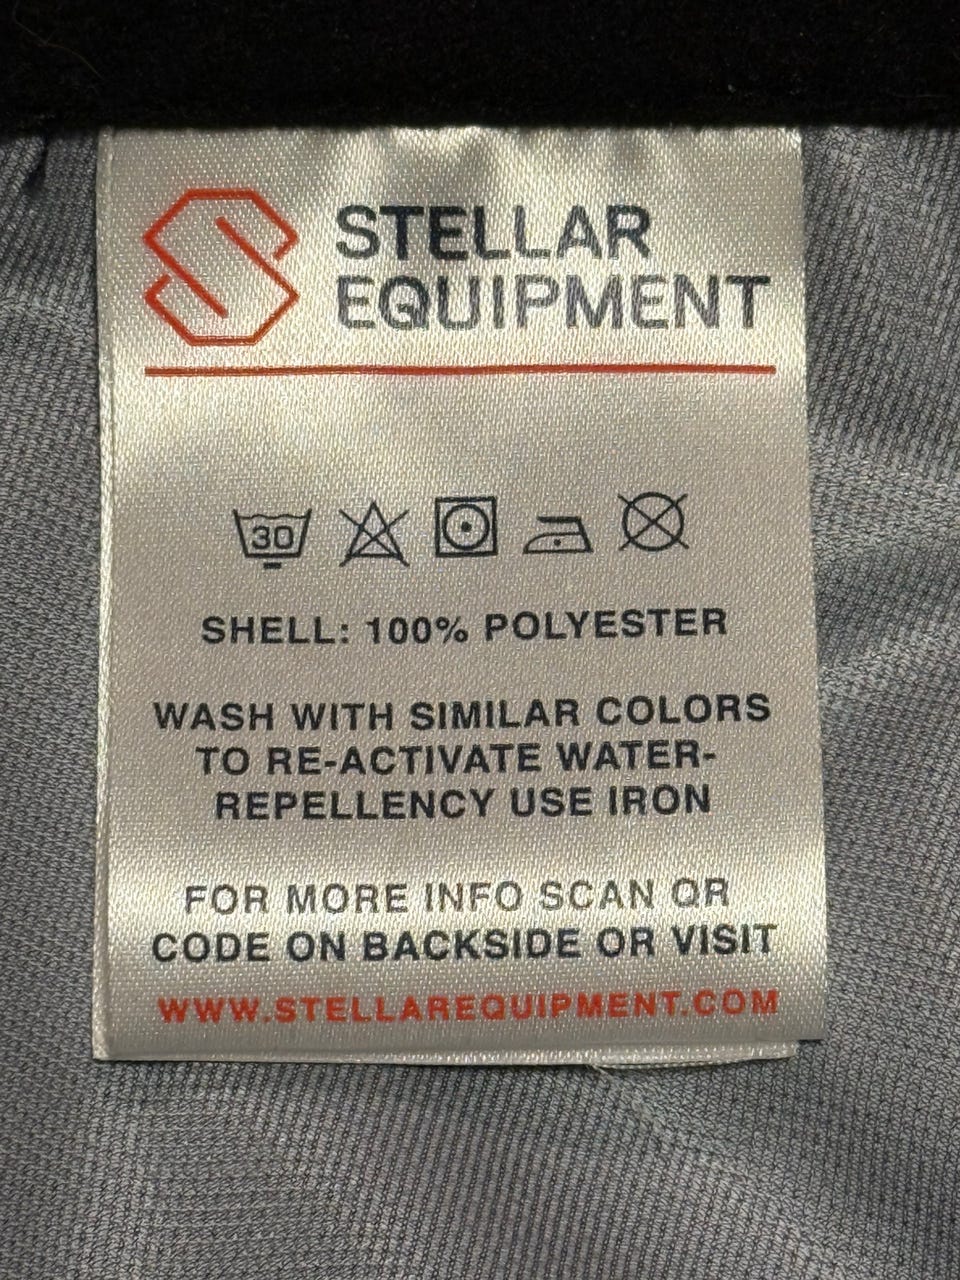 STELLAR
EQUIPMENT
30
SHELL: 100% POLYESTER
WASH WITH SIMILAR COLORS
TO RE-ACTIVATE WATER-
REPELLENCY USE IRON
FOR MORE INFO SCAN QR
CODE ON BACKSIDE OR VISIT
WWW.STELLAREQUIPMENT.COM